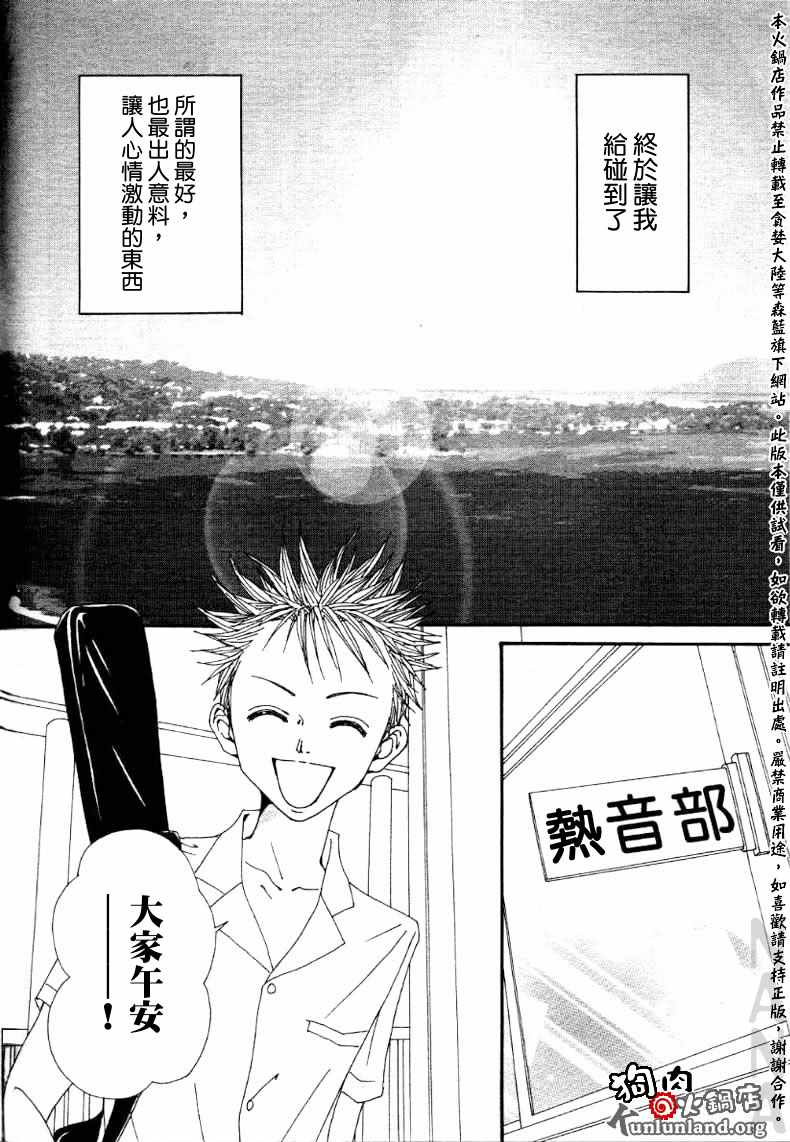 終於讓我
給碰到了
所謂的最好，
也最出人意料，
讓人心情激動的東西
熱音部
大家午安
——！
本火鍋店作品禁止轉載至貪婪大陸等森藍旗下網站。此版本僅供試看，如欲轉載請註明出處。嚴禁商業用途，如喜歡請支持正版，謝謝合作。
NANA
狗肉
火鍋店
kunlunland.org